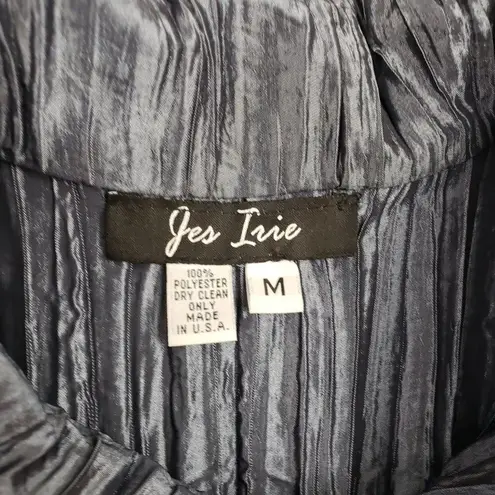 Jes Irie
100%
POLYESTER
DRY CLEAN
ONLY
MADE
IN U.S.A.
M